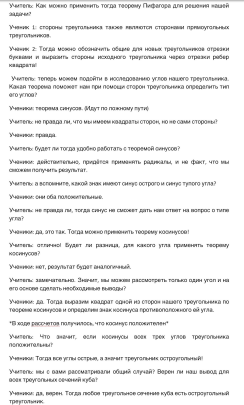 Учитель: Как можно применить тогда теорему Пифагора для решения нашей
задачи?
Ученик 1: стороны треугольника также являются сторонами прямоугольных
треугольников.
Ученик 2: Тогда можно обозначить общие для новых треугольников отрезки
буквами и выразить стороны исходного треугольника через отрезки ребер
квадрата!
Учитель: теперь можем подойти в исследованию углов нашего треугольника.
Какая теорема поможет нам при помощи сторон треугольника определить тип
его углов?
Ученики: теорема синусов. (Идут по ложному пути)
Учитель: не правда ли, что мы имеем квадраты сторон, но не сами стороны?
Ученики: правда.
Учитель: будет ли тогда удобно работать с теоремой синусов?
Ученики: действительно, придётся применять радикалы, и не факт, что мы
сможем получить результат.
Учитель: а вспомните, какой знак имеют синус острого и синус тупого угла?
Ученики: они оба положительные.
Учитель: не правда ли, тогда синус не сможет дать нам ответ на вопрос о типе
угла?
Ученики: да, это так. Тогда можно применить теорему косинусов!
Учитель: отлично! Будет ли разница, для какого угла применять теорему
косинусов?
Ученики: нет, результат будет аналогичный.
Учитель: замечательно. Значит, мы можем рассмотреть только один угол и на
его основе сделать необходимые выводы?
Ученики: да. Тогда выразим квадрат одной из сторон нашего треугольника по
теореме косинусов и определим знак косинуса противолежащего ей угла.
*В ходе рассчетов получилось, что косинус положителен*
Учитель: Что значит, если косинусы всех трех углов треугольника
положительны?
Ученики: Тогда все углы острые, а значит треугольник остроугольный!
Учитель: мы с вами рассматривали общий случай? Верен ли наш вывод для
всех треугольных сечений куба?
Ученики: да, верен. Тогда любое треугольное сечение куба есть остроугольный
треугольник.